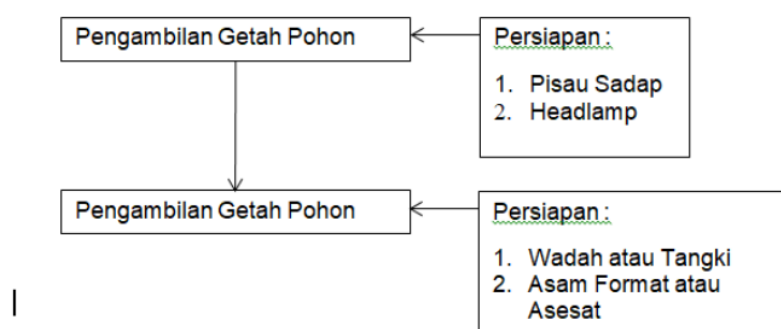 Pengambilan Getah Pohon
Persiapan :
1. Pisau Sadap
2. Headlamp
Pengambilan Getah Pohon
Persiapan :
1. Wadah atau Tangki
2. Asam Format atau
Asesat